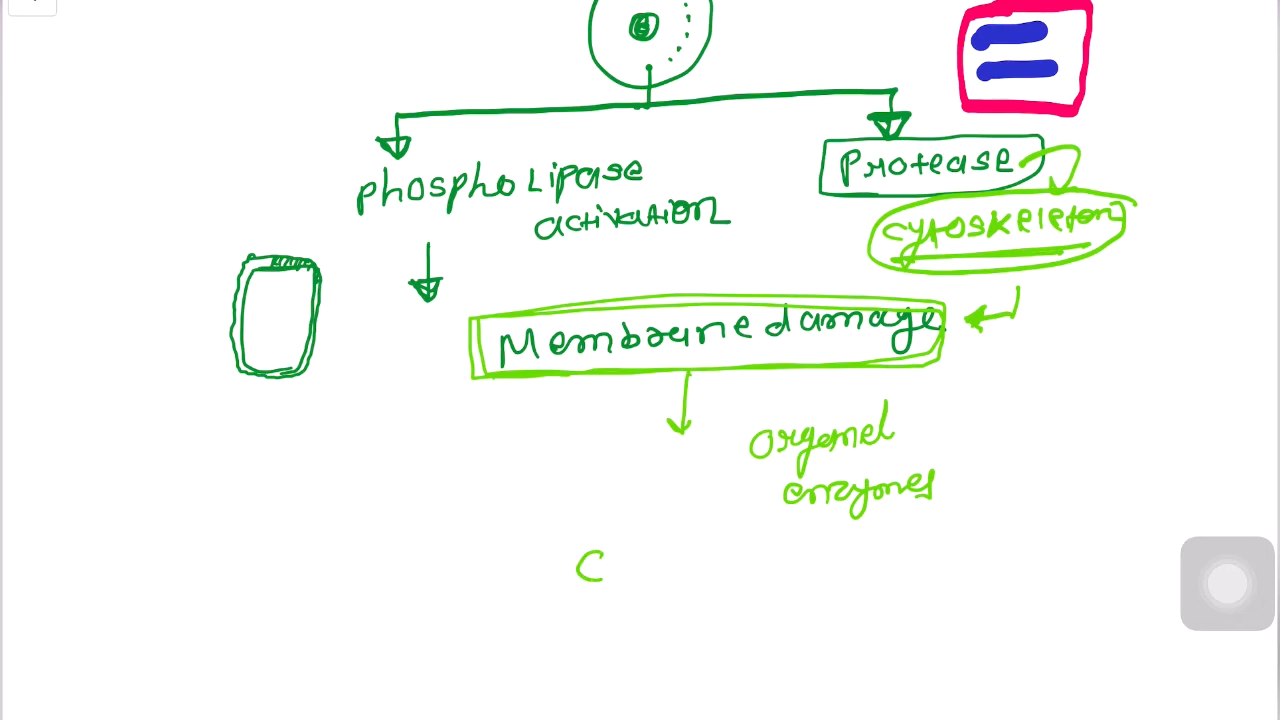 phospholipase
activation
Protease
cytoskeleton
Membrane damage
organel
enzymes
C